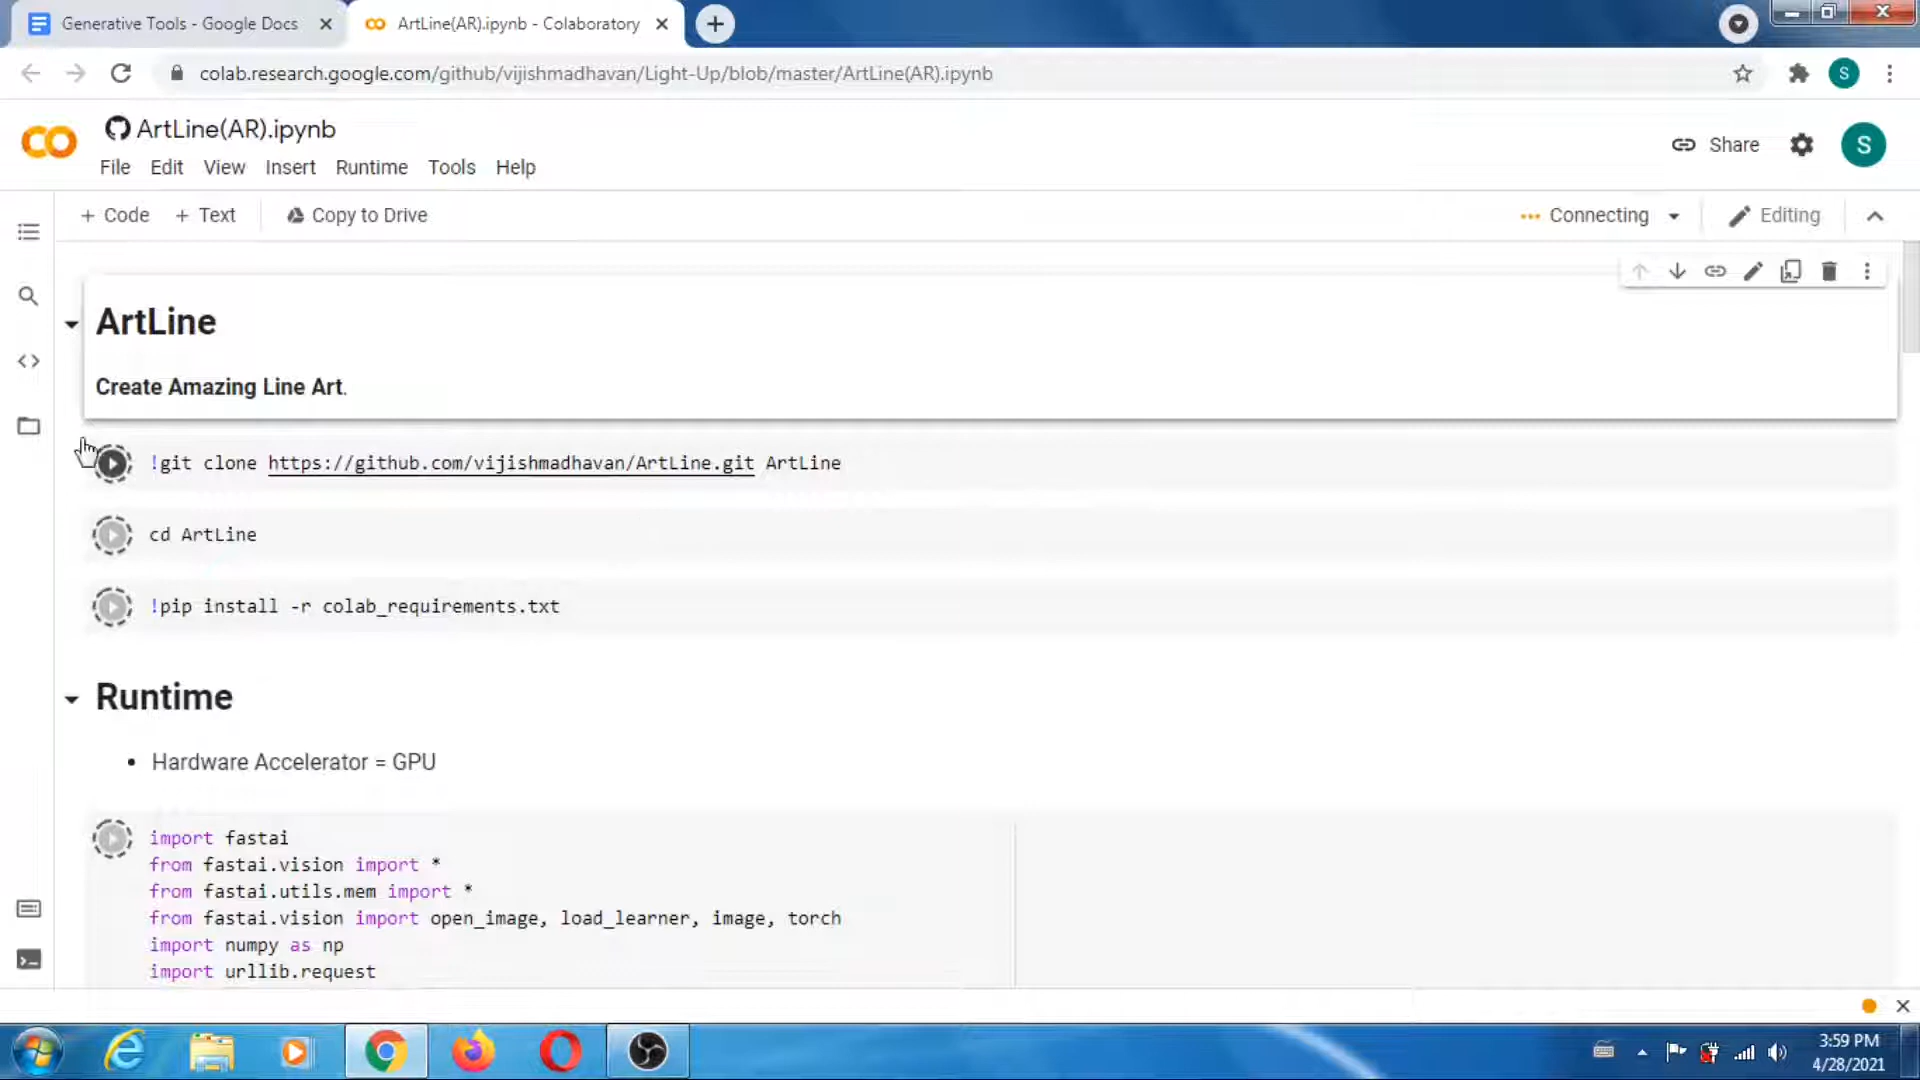 Generative Tools - Google Docs
ArtLine(AR).ipynb - Colaboratory
colab.research.google.com/github/vijishmadhavan/Light-Up/blob/master/ArtLine(AR).ipynb
S
ArtLine(AR).ipynb
File Edit View Insert Runtime Tools Help
Share
S
+ Code + Text
Copy to Drive
Connecting
Editing
ArtLine
Create Amazing Line Art.
!git clone https://github.com/vijishmadhavan/ArtLine.git ArtLine
cd ArtLine
!pip install -r colab_requirements.txt
Runtime
• Hardware Accelerator = GPU
import fastai
from fastai.vision import *
from fastai.utils.mem import *
from fastai.vision import open_image, load_learner, image, torch
import numpy as np
import urllib.request
3:59 PM
4/28/2021